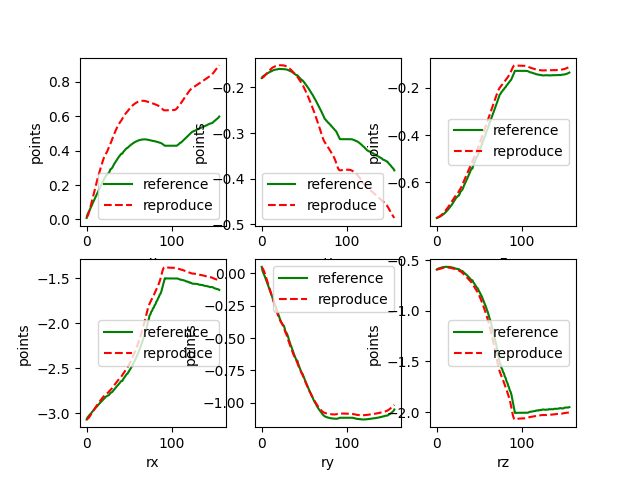 0.8
0.6
0.4
0.2
0.0
points
0
100
reference
reproduce
−0.2
−0.3
−0.4
−0.5
points
0
100
reference
reproduce
−0.2
−0.4
−0.6
points
0
100
reference
reproduce
−1.5
−2.0
−2.5
−3.0
points
0
100
rx
reference
reproduce
0.00
−0.25
−0.50
−0.75
−1.00
points
0
100
ry
reference
reproduce
−0.5
−1.0
−1.5
−2.0
points
0
100
rz
reference
reproduce